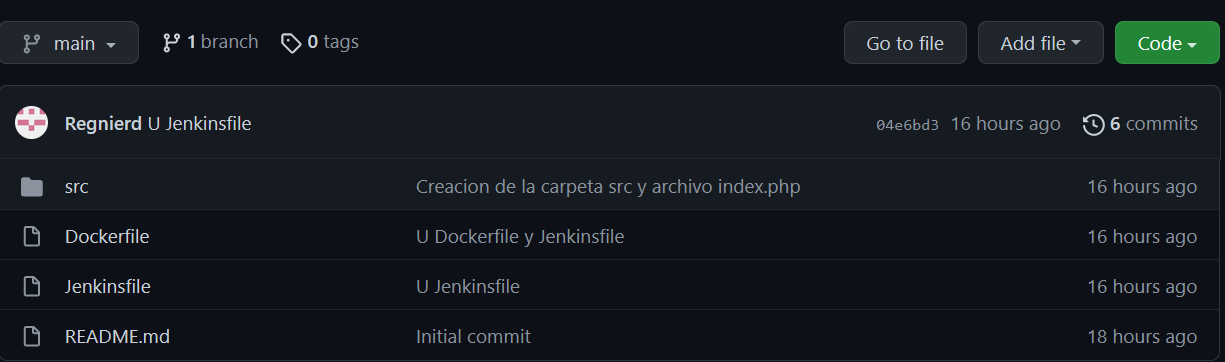 main 1 branch 0 tags Go to file Add file Code
Regnierd U Jenkinsfile 04e6bd3 16 hours ago 6 commits
src Creacion de la carpeta src y archivo index.php 16 hours ago
Dockerfile U Dockerfile y Jenkinsfile 16 hours ago
Jenkinsfile U Jenkinsfile 16 hours ago
README.md Initial commit 18 hours ago